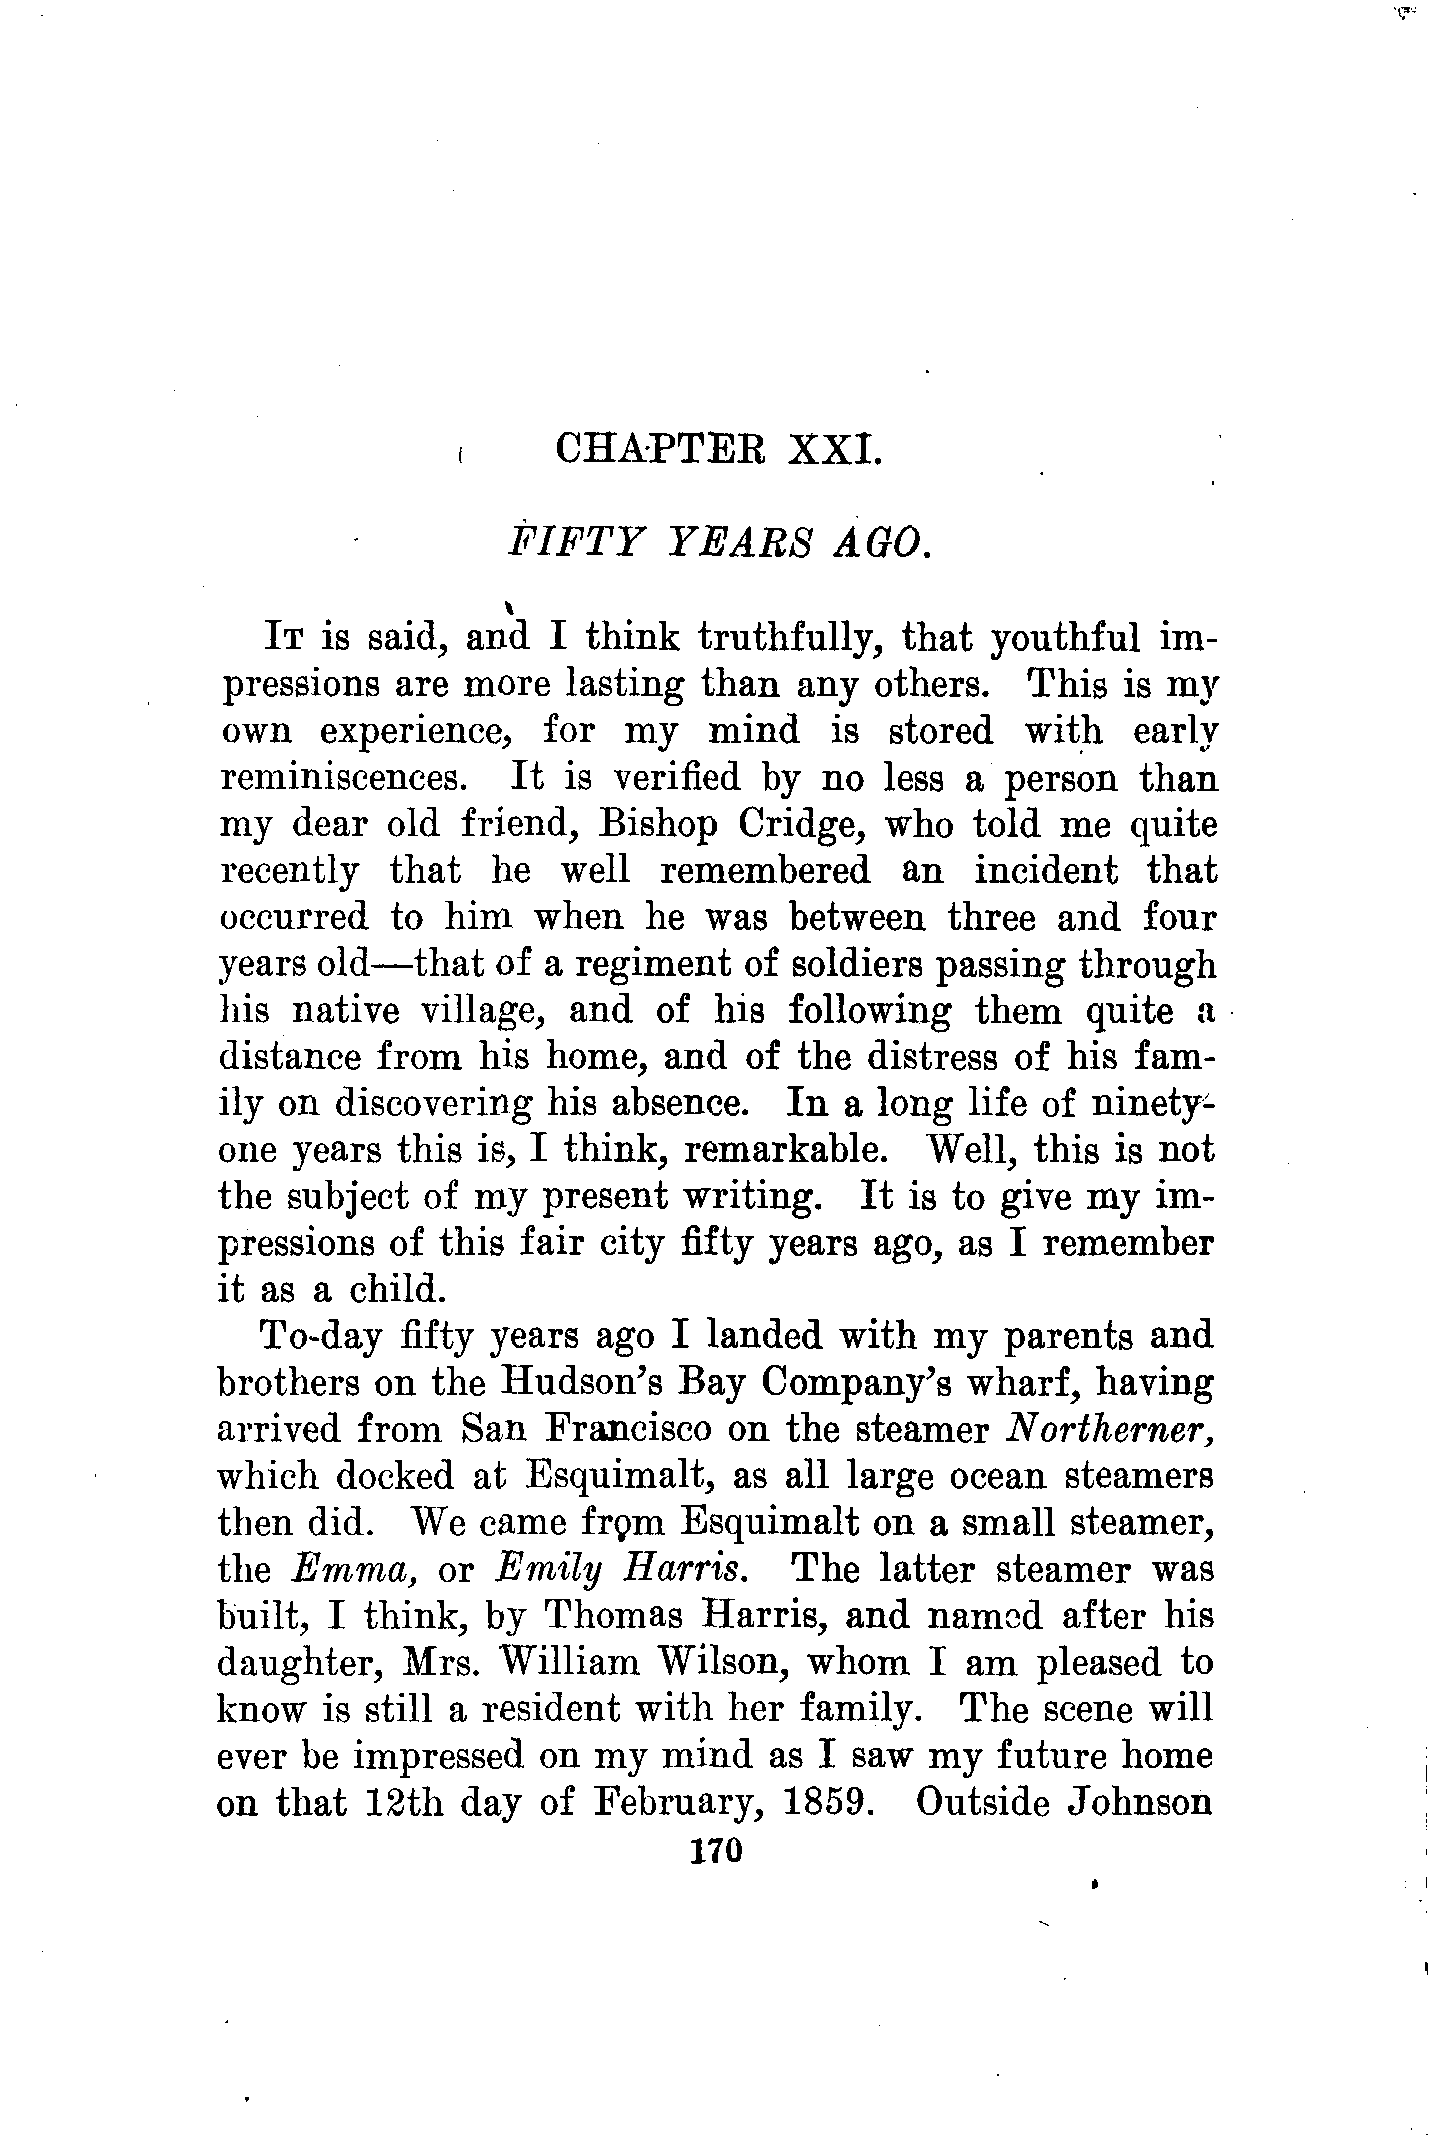 CHAPTER XXI.
FIFTY YEARS AGO.
IT is said, and I think truthfully, that youthful im-
pressions are more lasting than any others. This is my
own experience, for my mind is stored with early
reminiscences. It is verified by no less a person than
my dear old friend, Bishop Cridge, who told me quite
recently that he well remembered an incident that
occurred to him when he was between three and four
years old—that of a regiment of soldiers passing through
his native village, and of his following them quite a
distance from his home, and of the distress of his fam-
ily on discovering his absence. In a long life of ninety-
one years this is, I think, remarkable. Well, this is not
the subject of my present writing. It is to give my im-
pressions of this fair city fifty years ago, as I remember
it as a child.
To-day fifty years ago I landed with my parents and
brothers on the Hudson's Bay Company's wharf, having
arrived from San Francisco on the steamer Northerner,
which docked at Esquimalt, as all large ocean steamers
then did. We came from Esquimalt on a small steamer,
the Emma, or Emily Harris. The latter steamer was
built, I think, by Thomas Harris, and named after his
daughter, Mrs. William Wilson, whom I am pleased to
know is still a resident with her family. The scene will
ever be impressed on my mind as I saw my future home
on that 12th day of February, 1859. Outside Johnson
170